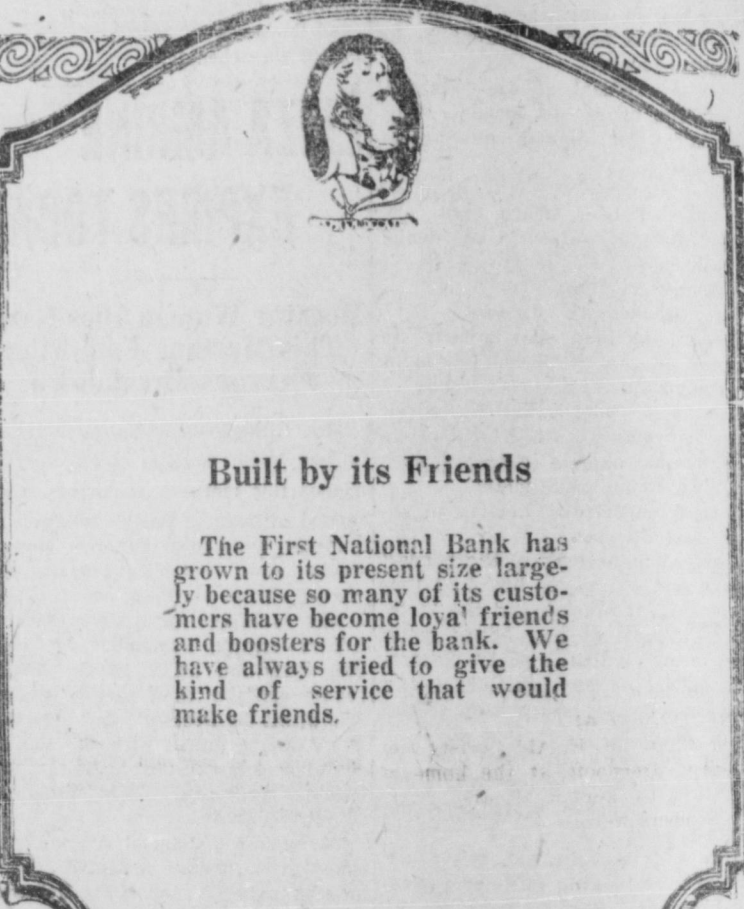 Built by its Friends
The First National Bank has
grown to its present size large-
ly because so many of its custo-
mers have become loyal friends
and boosters for the bank. We
have always tried to give the
kind of service that would
make friends.